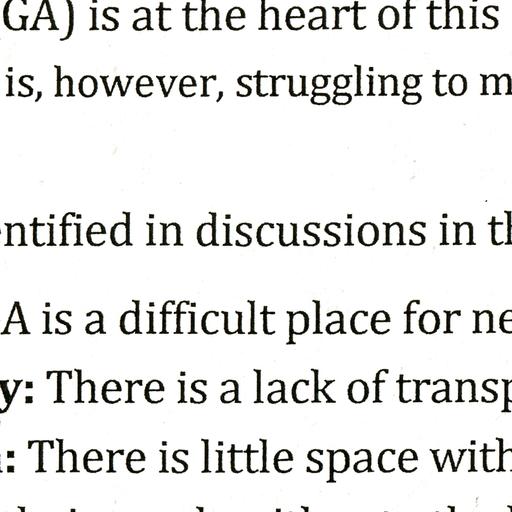 GA) is at the heart of this
is, however, struggling to m
entified in discussions in th
A is a difficult place for ne
y: There is a lack of transp
: There is little space with